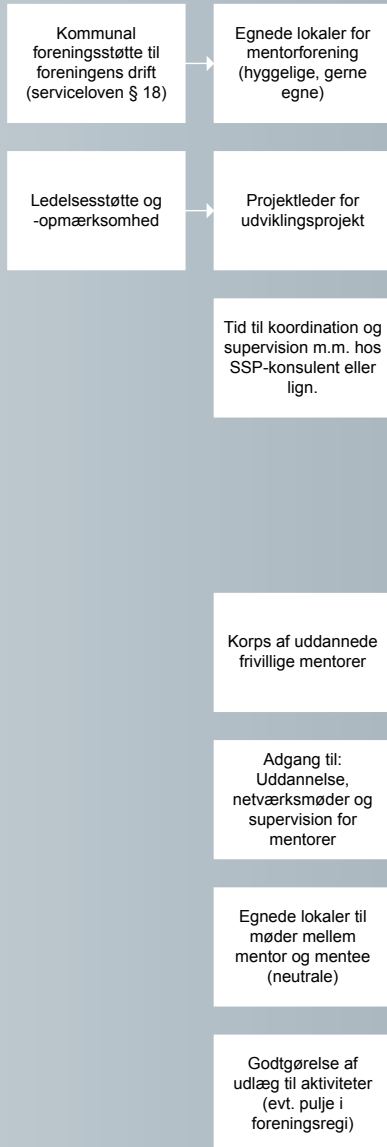 Kommunal
foreningsstøtte til
foreningens drift
(serviceloven § 18)
Egnede lokaler for
mentorforening
(hyggelige, gerne
egne)
Ledelsesstøtte og
-opmærksomhed
Projektleder for
udviklingsprojekt
Tid til koordination og
supervision m.m. hos
SSP-konsulent eller
lign.
Korps af uddannede
frivillige mentorer
Adgang til:
Uddannelse,
netværksmøder og
supervision for
mentorer
Egnede lokaler til
møder mellem
mentor og mentee
(neutrale)
Godtgørelse af
udlæg til aktiviteter
(evt. pulje i
foreningsregi)